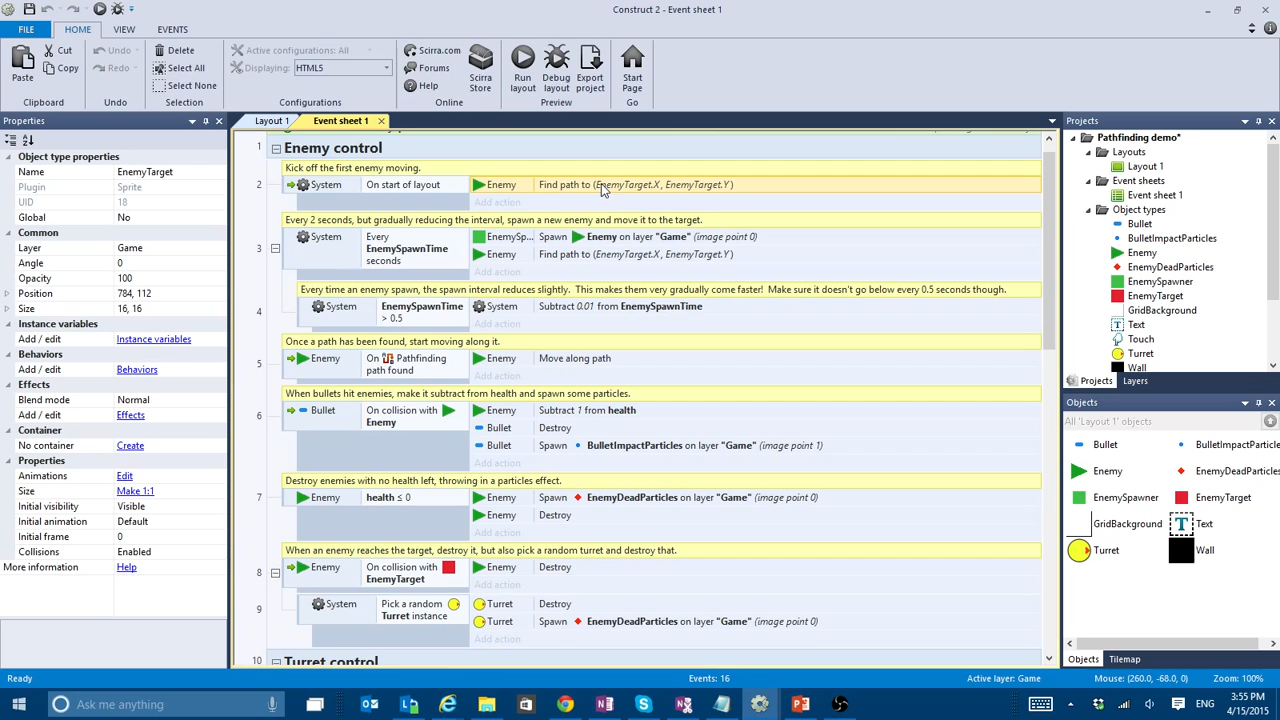 Construct 2 - Event sheet 1
FILE HOME VIEW EVENTS
Paste Cut Copy Undo Redo Delete Select All Select None
Active configurations: All
Displaying: HTML5
Scirra.com Forums Help Scirra Store Run layout Debug layout Export project Start Page
Clipboard Undo Selection Configurations Online Preview Go
Properties
Layout 1 Event sheet 1
Projects
Object type properties
Name EnemyTarget
Plugin Sprite
UID 18
Global No
Common
Layer Game
Angle 0
Opacity 100
Position 784, 112
Size 16, 16
Instance variables
Add / edit Instance variables
Behaviors
Add / edit Behaviors
Effects
Blend mode Normal
Add / edit Effects
Container
No container Create
Properties
Animations Edit
Size Make 1:1
Initial visibility Visible
Initial animation Default
Initial frame 0
Collisions Enabled
More information Help
1 Enemy control
Kick off the first enemy moving.
2 System On start of layout Enemy Find path to (EnemyTarget.X, EnemyTarget.Y)
Add action
Every 2 seconds, but gradually reducing the interval, spawn a new enemy and move it to the target.
3 System Every EnemySpawnTime seconds EnemySp... Spawn Enemy on layer "Game" (image point 0)
Enemy Find path to (EnemyTarget.X, EnemyTarget.Y)
Add action
Every time an enemy spawn, the spawn interval reduces slightly. This makes them very gradually come faster! Make sure it doesn't go below every 0.5 seconds though.
4 System EnemySpawnTime > 0.5 System Subtract 0.01 from EnemySpawnTime
Add action
Once a path has been found, start moving along it.
5 Enemy On Pathfinding path found Enemy Move along path
Add action
When bullets hit enemies, make it subtract from health and spawn some particles.
6 Bullet On collision with Enemy Enemy Subtract 1 from health
Bullet Destroy
Bullet Spawn BulletImpactParticles on layer "Game" (image point 1)
Add action
Destroy enemies with no health left, throwing in a particles effect.
7 Enemy health ≤ 0 Enemy Spawn EnemyDeadParticles on layer "Game" (image point 0)
Enemy Destroy
Add action
When an enemy reaches the target, destroy it, but also pick a random turret and destroy that.
8 Enemy On collision with EnemyTarget Enemy Destroy
Add action
9 System Pick a random Turret instance Turret Destroy
Turret Spawn EnemyDeadParticles on layer "Game" (image point 0)
Add action
10 Turret control
Pathfinding demo*
Layouts
Layout 1
Event sheets
Event sheet 1
Object types
Bullet
BulletImpactParticles
Enemy
EnemyDeadParticles
EnemySpawner
EnemyTarget
GridBackground
Text
Touch
Turret
Wall
Projects Layers
Objects
All 'Layout 1' objects
Bullet BulletImpactParticle
Enemy EnemyDeadParticles
EnemySpawner EnemyTarget
GridBackground Text
Turret Wall
Objects Tilemap
Ready Events: 16 Active layer: Game Mouse: (260.0, -68.0, 0) Zoom: 100%
Ask me anything
ENG
3:55 PM
4/15/2015